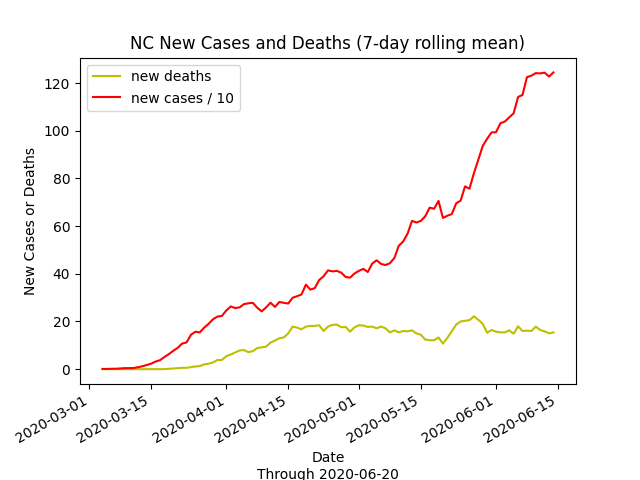 NC New Cases and Deaths (7-day rolling mean)
new deaths
new cases / 10
New Cases or Deaths
120
100
80
60
40
20
0
2020-03-01
2020-03-15
2020-04-01
2020-04-15
2020-05-01
2020-05-15
2020-06-01
2020-06-15
Date
Through 2020-06-20